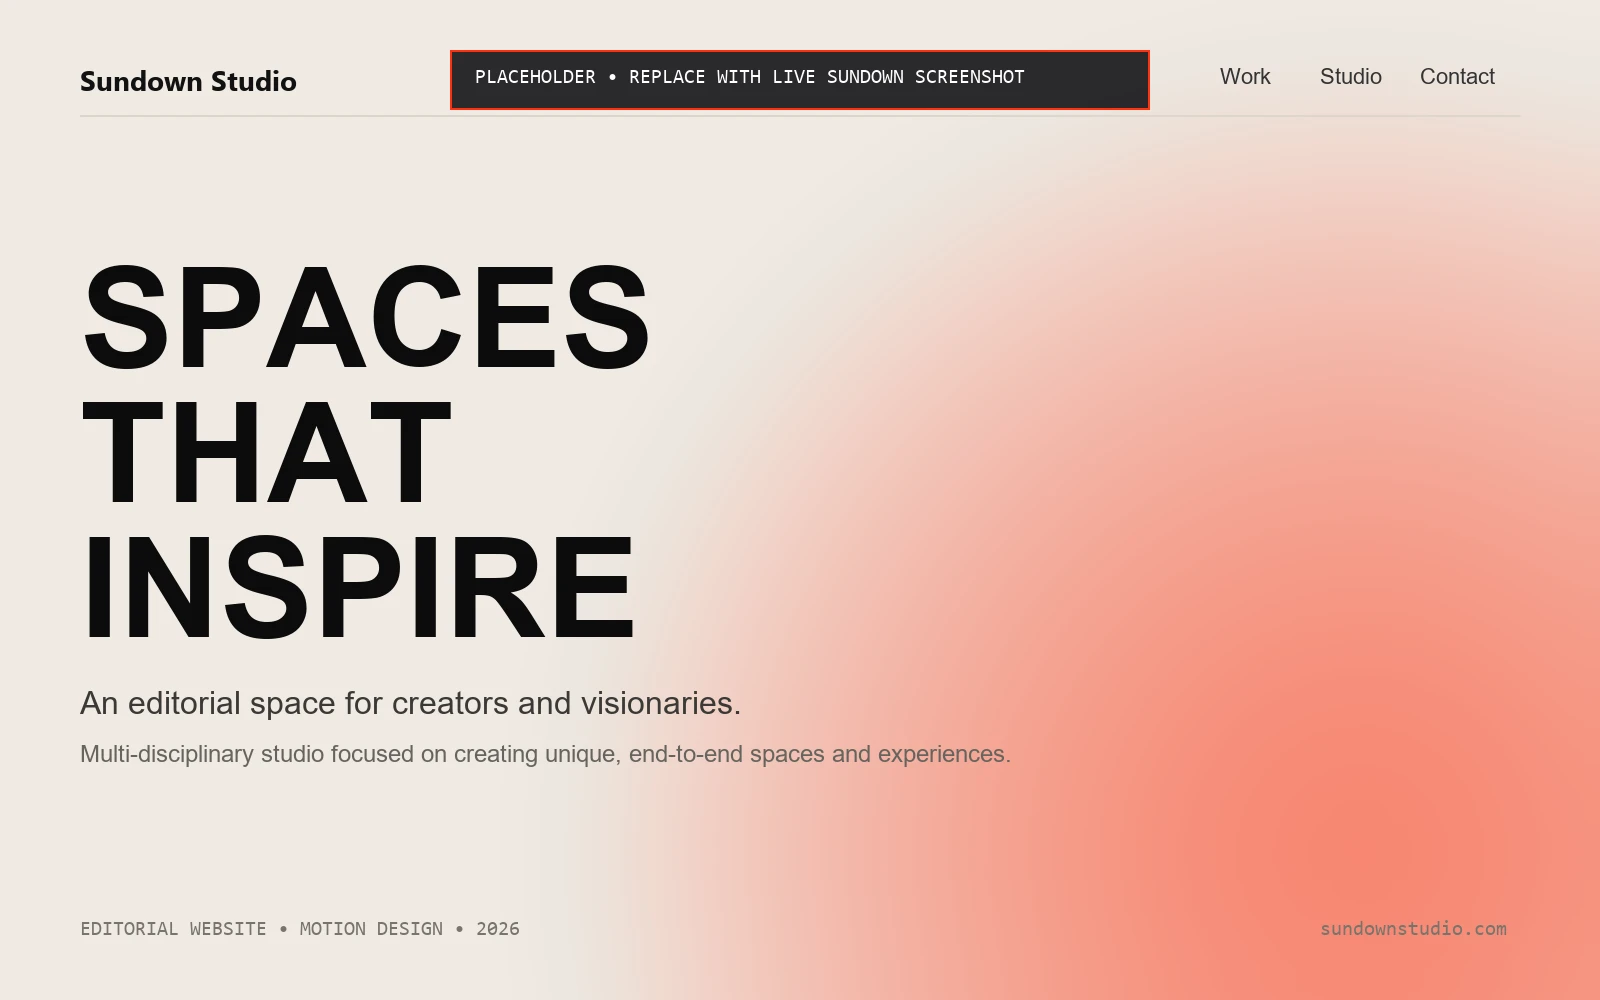 Sundown Studio
PLACEHOLDER • REPLACE WITH LIVE SUNDOWN SCREENSHOT
Work
Studio
Contact
SPACES
THAT
INSPIRE
An editorial space for creators and visionaries.
Multi-disciplinary studio focused on creating unique, end-to-end spaces and experiences.
EDITORIAL WEBSITE • MOTION DESIGN • 2026
sundownstudio.com